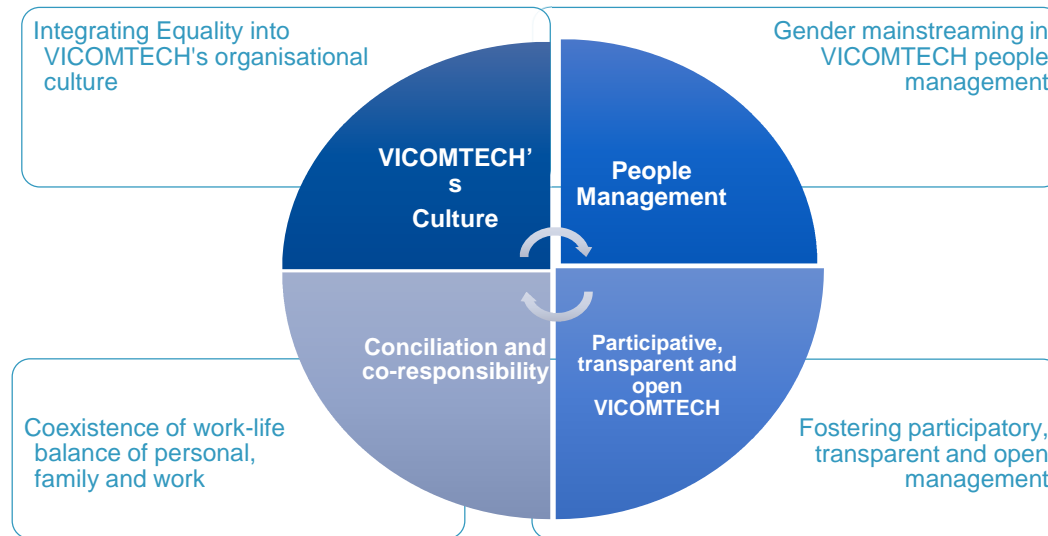 Integrating Equality into
VICOMTECH's organisational
culture
Gender mainstreaming in
VICOMTECH people
management
VICOMTECH'
s
Culture
People
Management
Conciliation and
co-responsibility
Participative,
transparent and
open
VICOMTECH
Coexistence of work-life
balance of personal,
family and work
Fostering participatory,
transparent and open
management